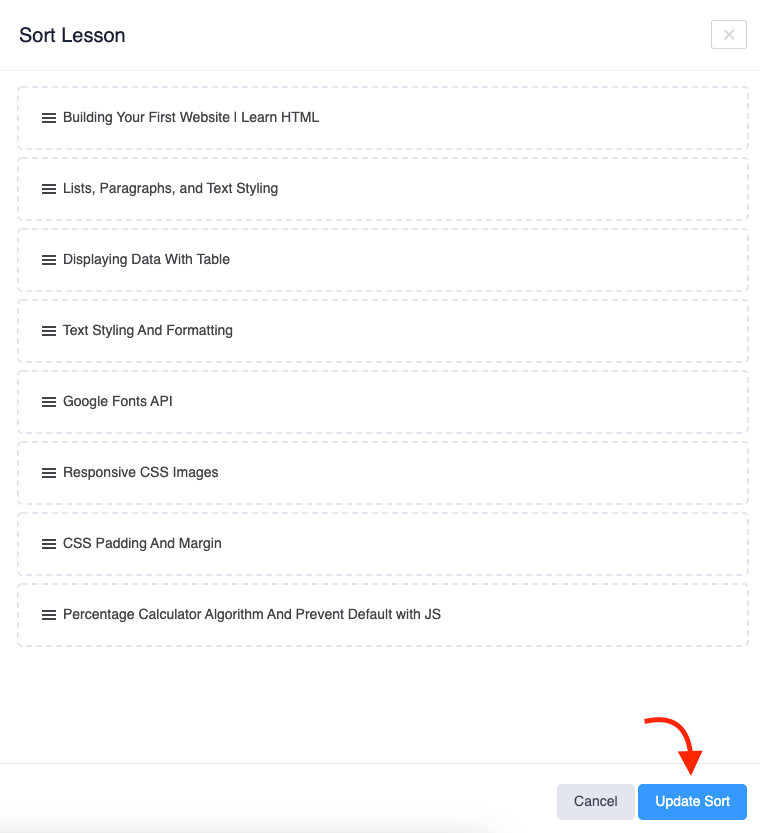 Sort Lesson
Building Your First Website | Learn HTML
Lists, Paragraphs, and Text Styling
Displaying Data With Table
Text Styling And Formatting
Google Fonts API
Responsive CSS Images
CSS Padding And Margin
Percentage Calculator Algorithm And Prevent Default with JS
Cancel
Update Sort